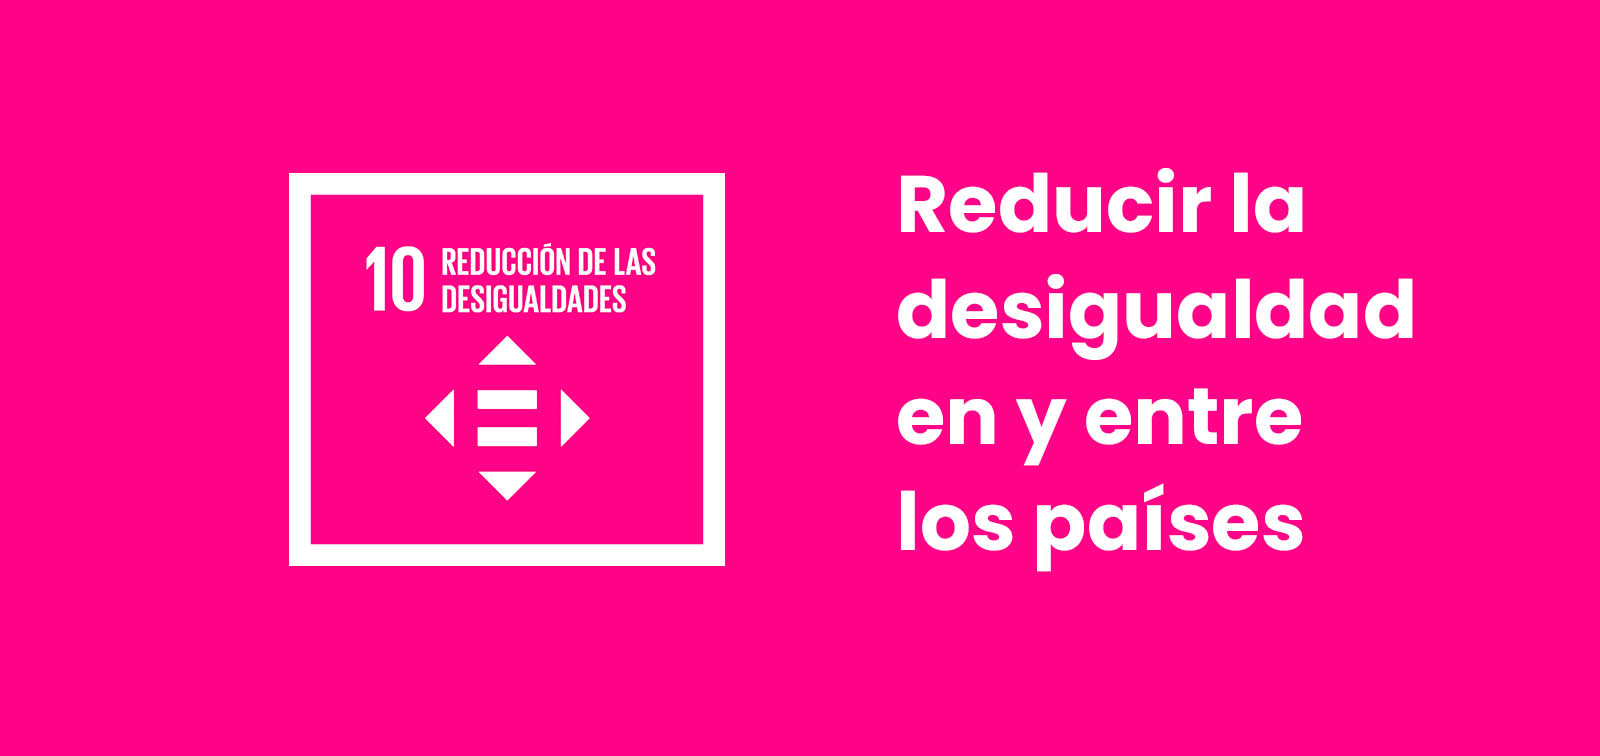 10
REDUCCIÓN DE LAS
DESIGUALDADES
Reducir la
desigualdad
en y entre
los países